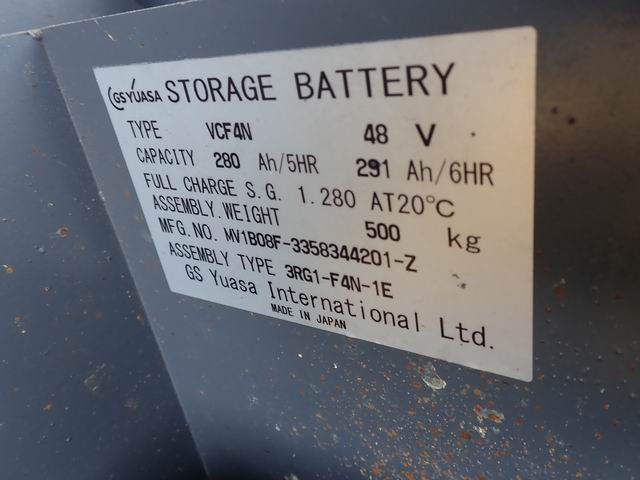 GS YUASA STORAGE BATTERY
TYPE VCF4N 48 V
CAPACITY 280 Ah/5HR 291 Ah/6HR
FULL CHARGE S.G. 1.280 AT20℃
ASSEMBLY.WEIGHT 500 kg
MFG.NO. MV1B08F-3358344201-Z
ASSEMBLY TYPE 3RG1-F4N-1E
GS Yuasa International Ltd.
MADE IN JAPAN